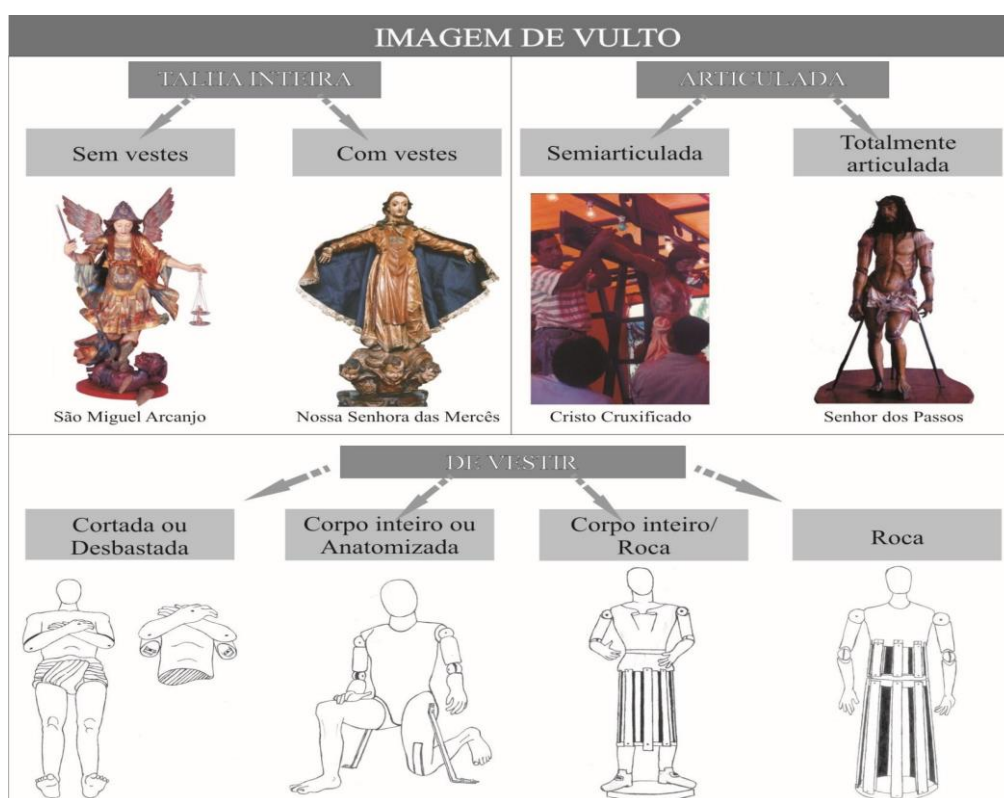 IMAGEM DE VULTO
TALHA INTEIRA
ARTICULADA
Sem vestes
Com vestes
Semiarticulada
Totalmente
articulada
São Miguel Arcanjo
Nossa Senhora das Mercês
Cristo Cruxificado
Senhor dos Passos
DE VESTIR
Cortada ou
Desbastada
Corpo inteiro ou
Anatomizada
Corpo inteiro/
Roca
Roca